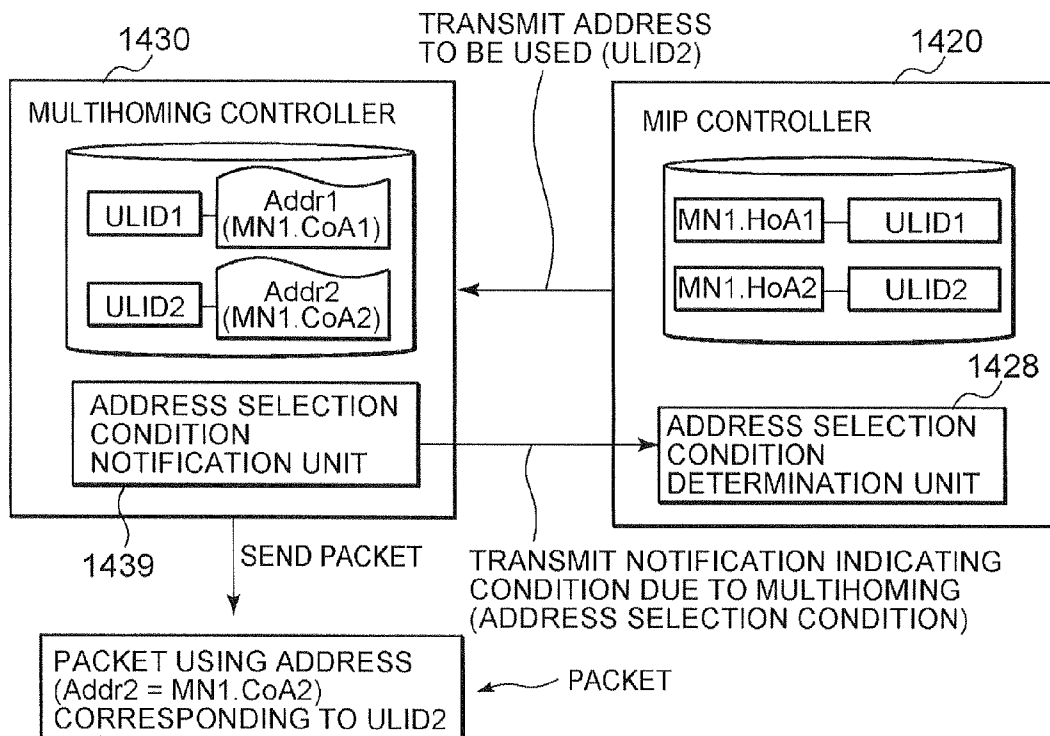 1430
TRANSMIT ADDRESS
TO BE USED (ULID2)
1420
MULTIHOMING CONTROLLER
ULID1
Addr1
(MN1.CoA1)
ULID2
Addr2
(MN1.CoA2)
ADDRESS SELECTION
CONDITION
NOTIFICATION UNIT
1439
MIP CONTROLLER
MN1.HoA1
ULID1
MN1.HoA2
ULID2
1428
ADDRESS SELECTION
CONDITION
DETERMINATION UNIT
SEND PACKET
TRANSMIT NOTIFICATION INDICATING
CONDITION DUE TO MULTIHOMING
(ADDRESS SELECTION CONDITION)
PACKET USING ADDRESS
(Addr2 = MN1.CoA2)
CORRESPONDING TO ULID2
PACKET